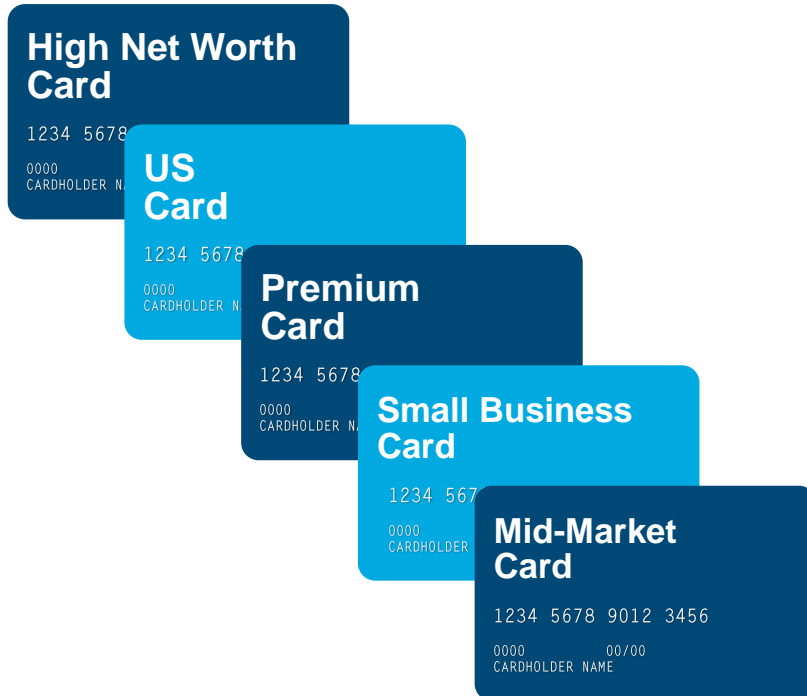 High Net Worth
Card
1234 5678
0000
CARDHOLDER N
US
Card
1234 5678
0000
CARDHOLDER N
Premium
Card
1234 5678
0000
CARDHOLDER NA
Small Business
Card
1234 567
0000
CARDHOLDER
Mid-Market
Card
1234 5678 9012 3456
0000 00/00
CARDHOLDER NAME